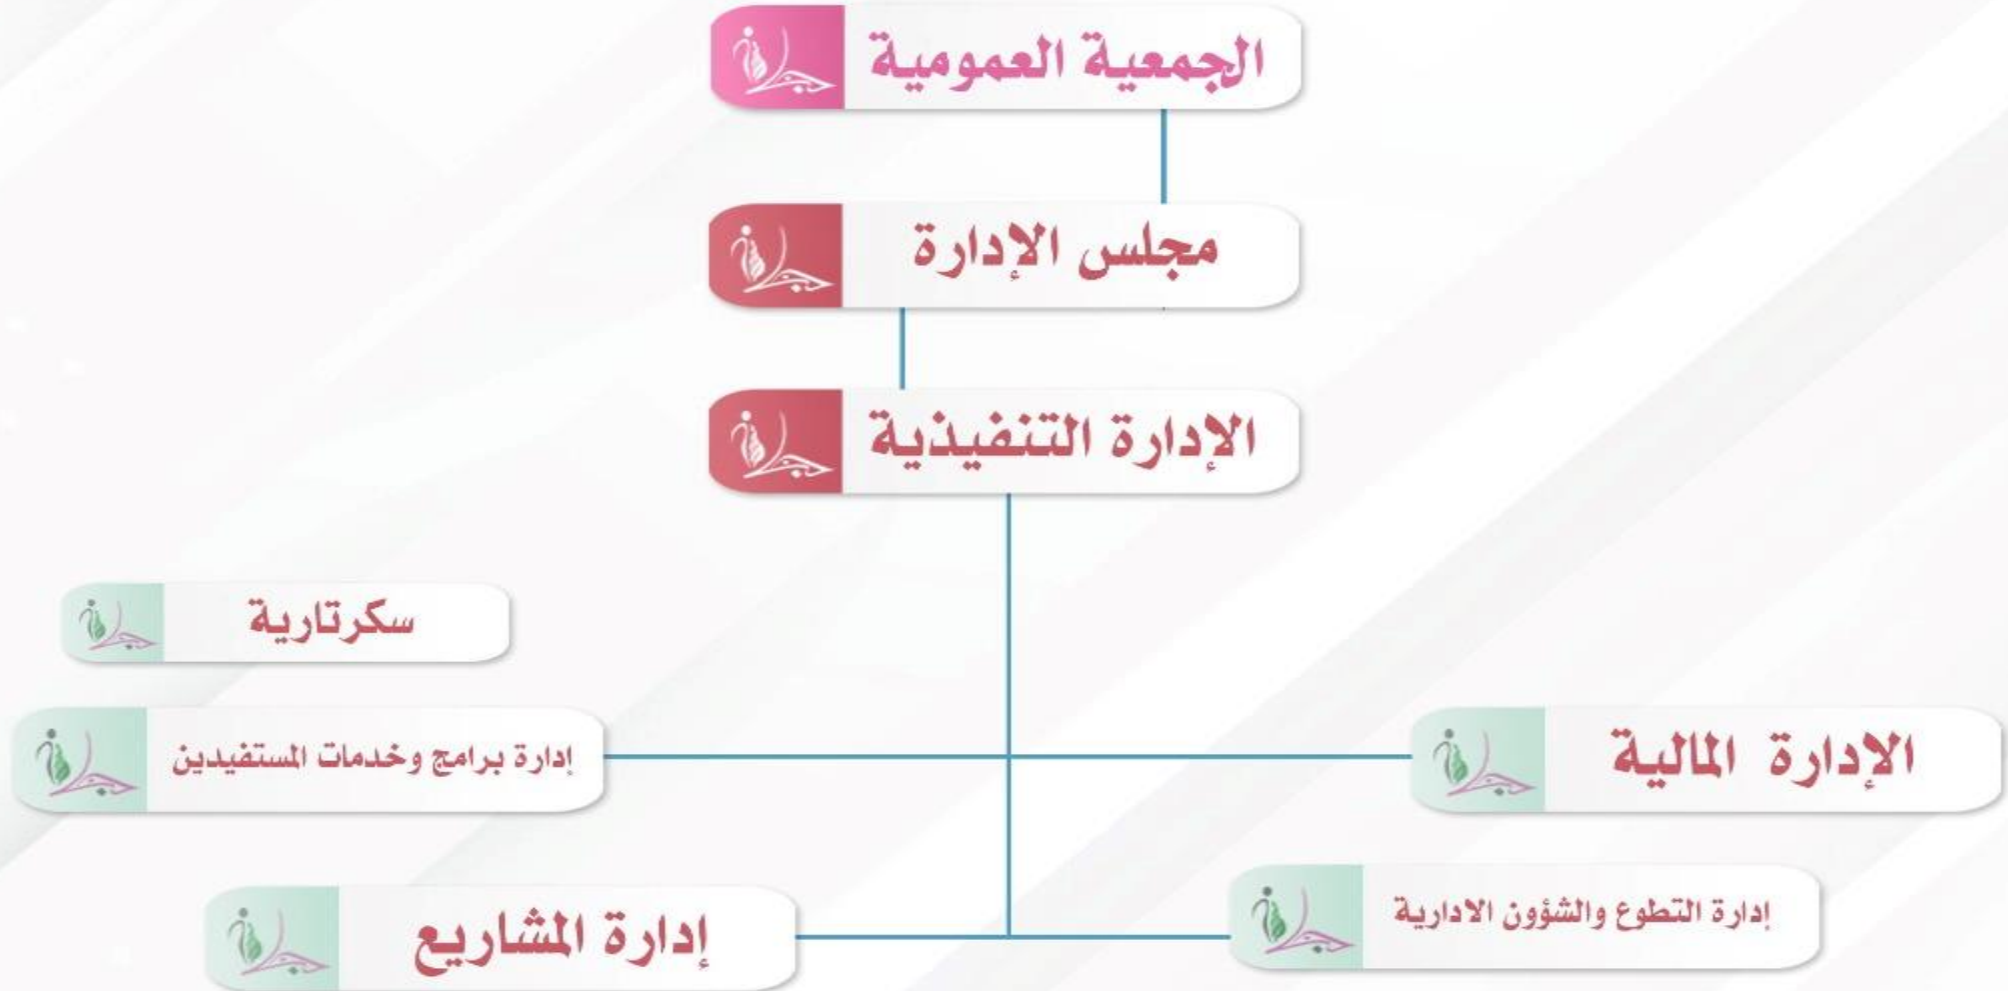 الجمعية العمومية
مجلس الإدارة
الإدارة التنفيذية
سكرتارية
الإدارة المالية
إدارة برامج وخدمات المستفيدين
إدارة التطوع والشؤون الادارية
إدارة المشاريع